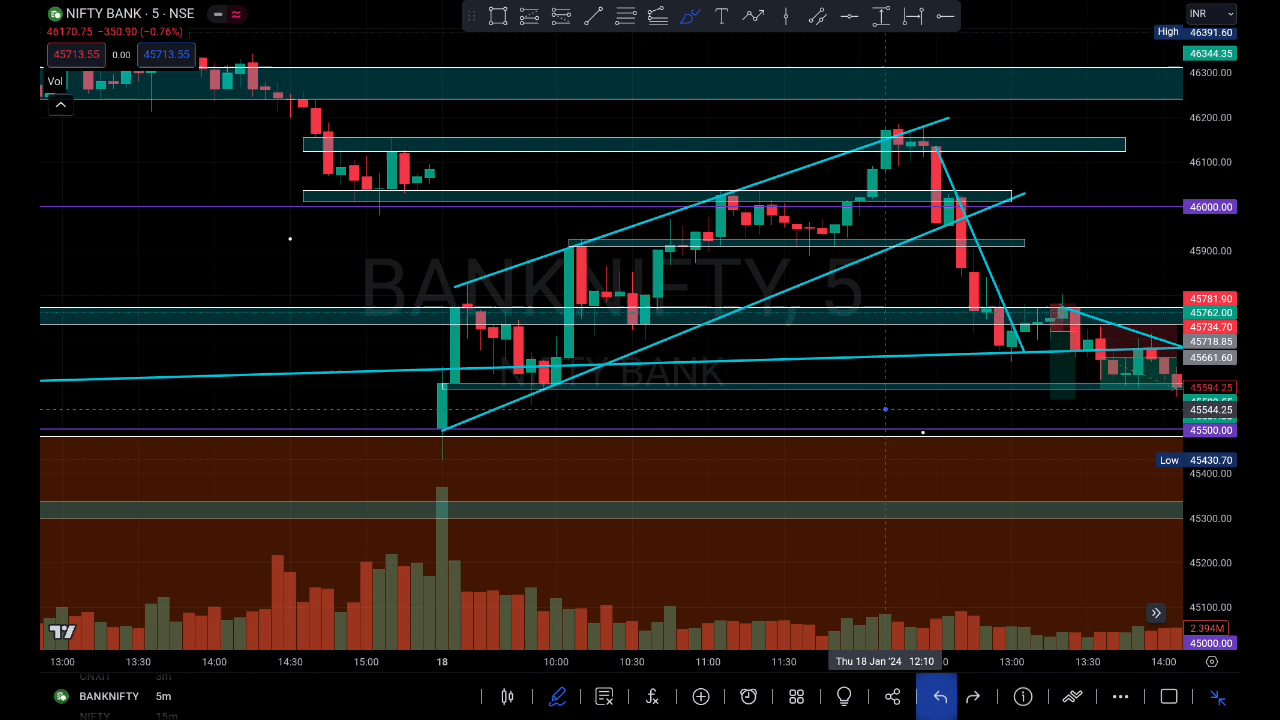 NIFTY BANK · 5 · NSE
INR
46170.75 −350.90 (−0.76%)
High 46391.60
45713.55 0.00 45713.55
46344.35
46300.00
Vol
46200.00
46100.00
46000.00
45900.00
BANKNIFTY, 5
NIFTY BANK
45781.90
45762.00
45734.70
45718.85
45661.60
45594.25
45544.25
45500.00
Low 45430.70
45400.00
45300.00
45200.00
45100.00
2.394M
45000.00
13:00 13:30 14:00 14:30 15:00 18 10:00 10:30 11:00 11:30 Thu 18 Jan '24 12:10 13:00 13:30 14:00
CNXIT 3m
BANKNIFTY 5m
NIFTY 15m